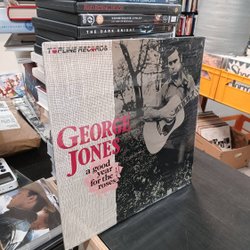 THE DARK KNIGHT
TOPLINE RECORDS
GEORGE
JONES
a good
year
for the
roses